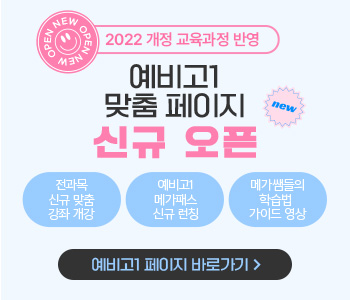 OPEN NEW OPEN NEW
2022 개정 교육과정 반영
예비고1
맞춤 페이지
new
신규 오픈
전과목
신규 맞춤
강좌 개강
예비고1
메가패스
신규 런칭
메가쌤들의
학습법
가이드 영상
예비고1 페이지 바로가기 >